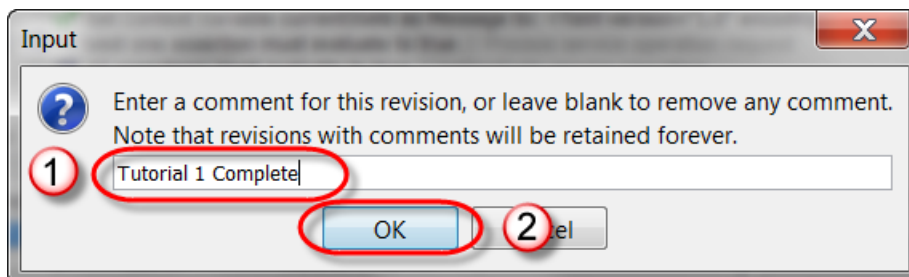 Input
X
Enter a comment for this revision, or leave blank to remove any comment.
Note that revisions with comments will be retained forever.
1
Tutorial 1 Complete
OK
2